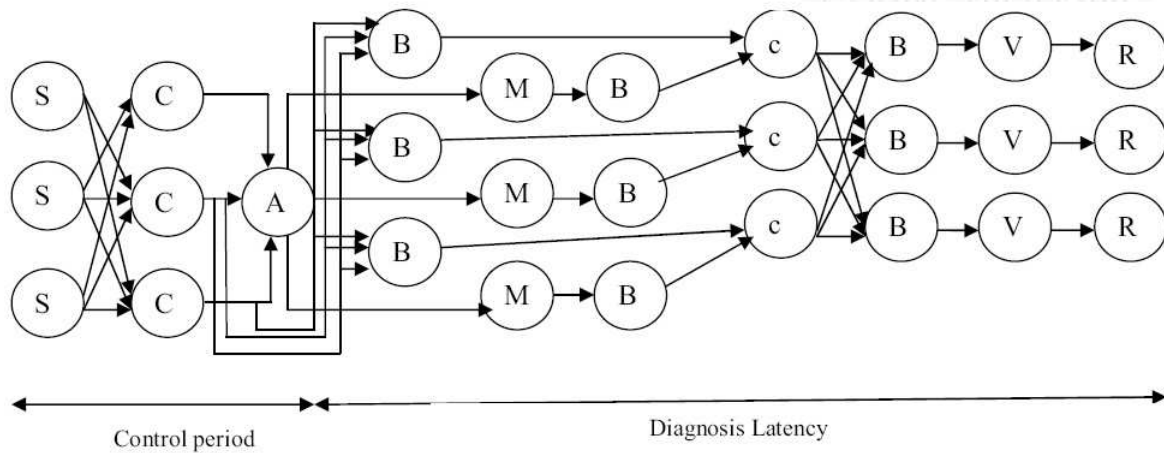 B c B V R
S C M B
B c B V R
S C A M B
B c B V R
S C M B
Control period
Diagnosis Latency